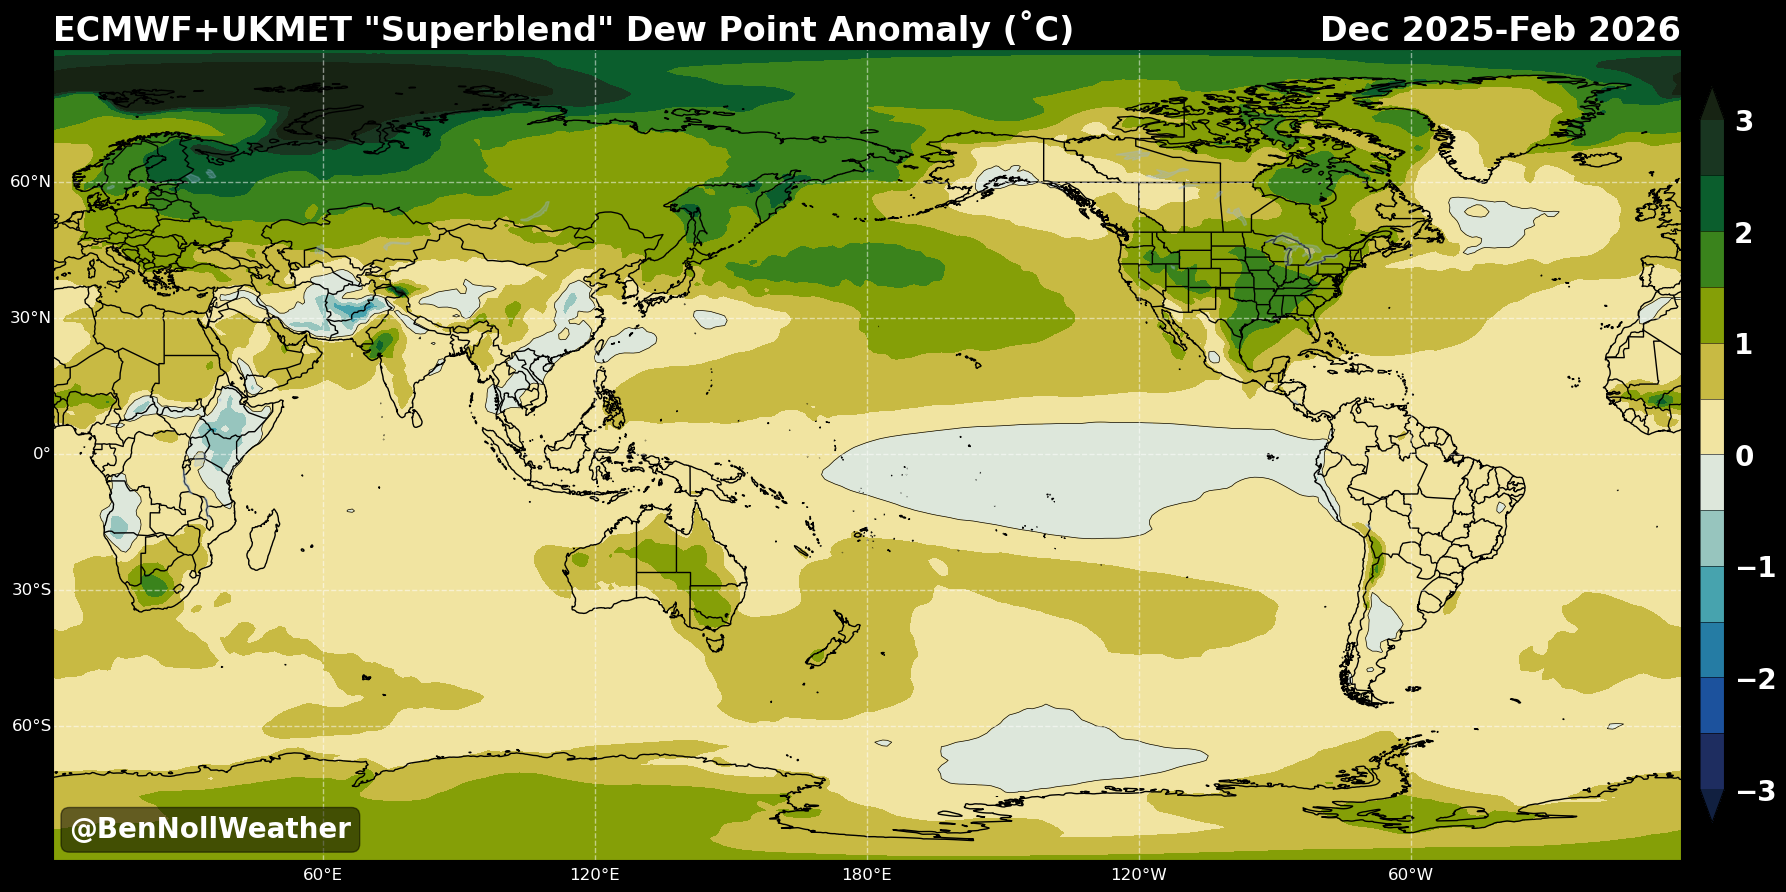 ECMWF+UKMET "Superblend" Dew Point Anomaly (˚C)
Dec 2025-Feb 2026
60°N
30°N
0°
30°S
60°S
60°E
120°E
180°E
120°W
60°W
3
2
1
0
−1
−2
−3
@BenNollWeather